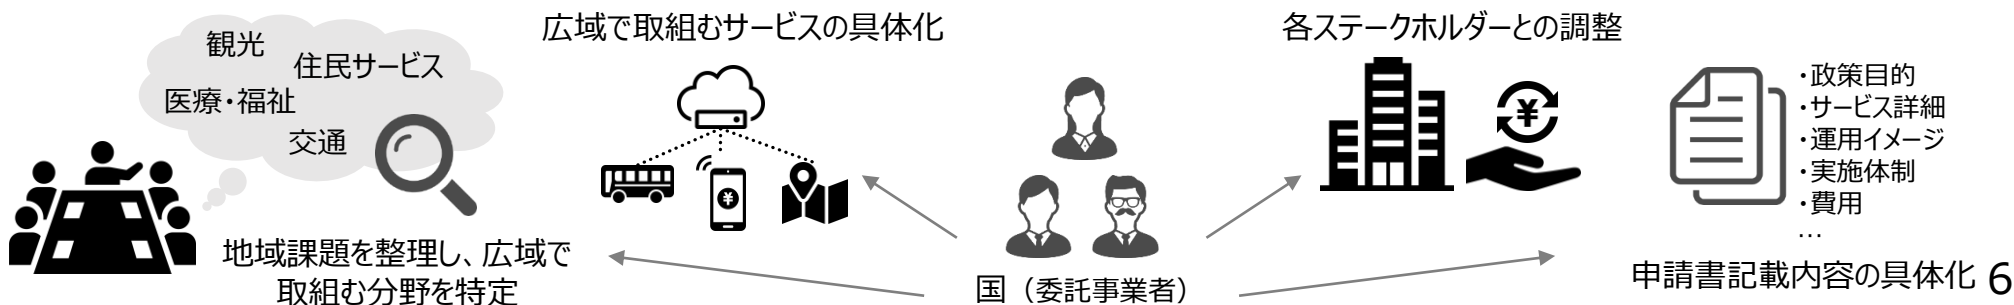 観光
住民サービス
医療・福祉
交通
地域課題を整理し、広域で
取組む分野を特定
広域で取組むサービスの具体化
¥
国（委託事業者）
各ステークホルダーとの調整
¥
・政策目的
・サービス詳細
・運用イメージ
・実施体制
・費用
…
申請書記載内容の具体化
6